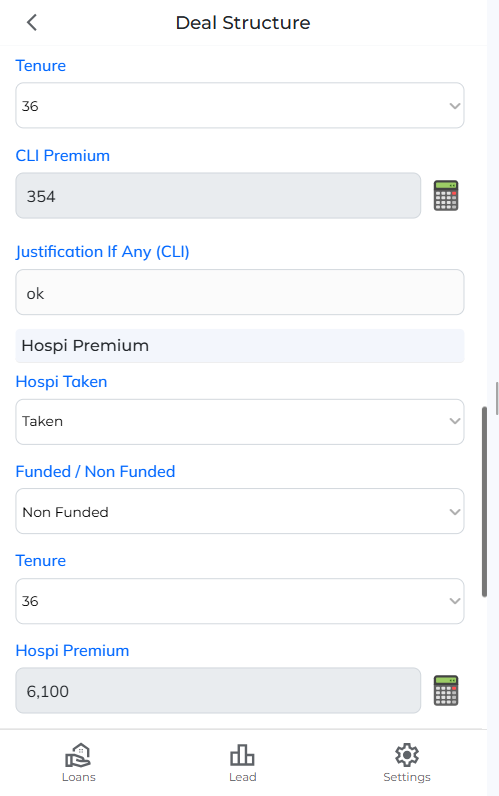 Deal Structure
Tenure
36
CLI Premium
354
Justification If Any (CLI)
ok
Hospi Premium
Hospi Taken
Taken
Funded / Non Funded
Non Funded
Tenure
36
Hospi Premium
6,100
Loans
Lead
Settings